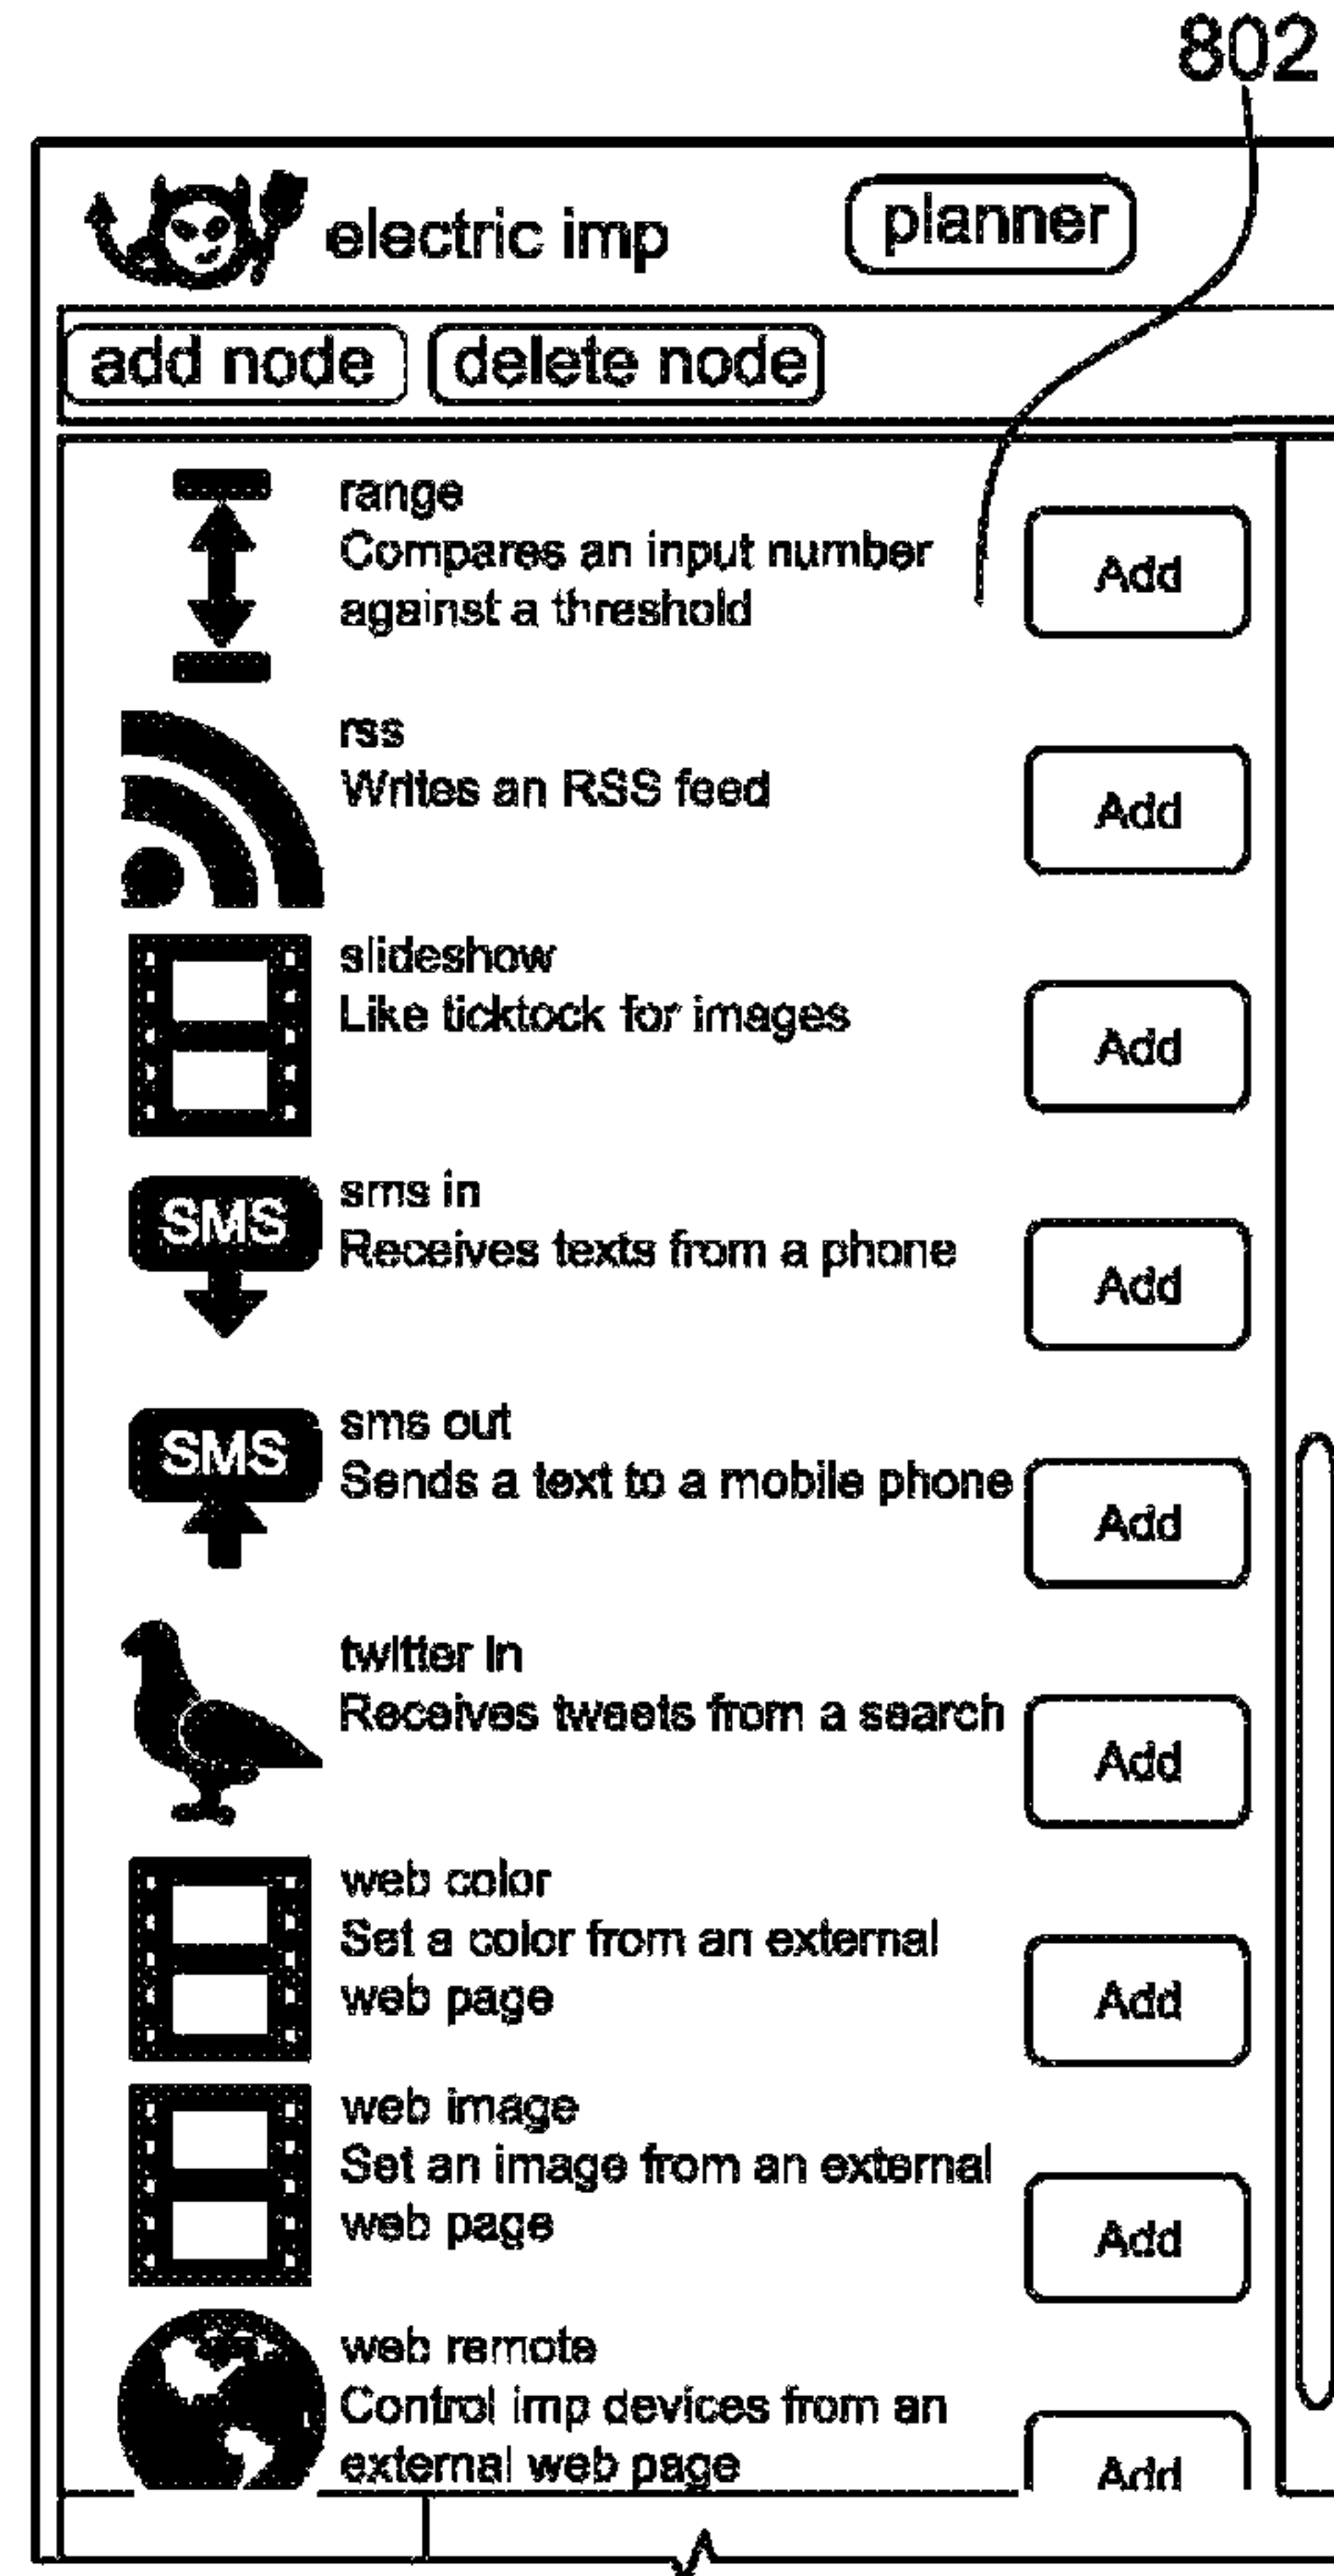 802
electric imp
planner
add node
delete node
range
Compares an input number
against a threshold
Add
rss
Writes an RSS feed
Add
slideshow
Like ticktock for images
Add
SMS
sms in
Receives texts from a phone
Add
SMS
sms out
Sends a text to a mobile phone
Add
twitter in
Receives tweets from a search
Add
web color
Set a color from an external
web page
Add
web image
Set an image from an external
web page
Add
web remote
Control imp devices from an
external web page
Add